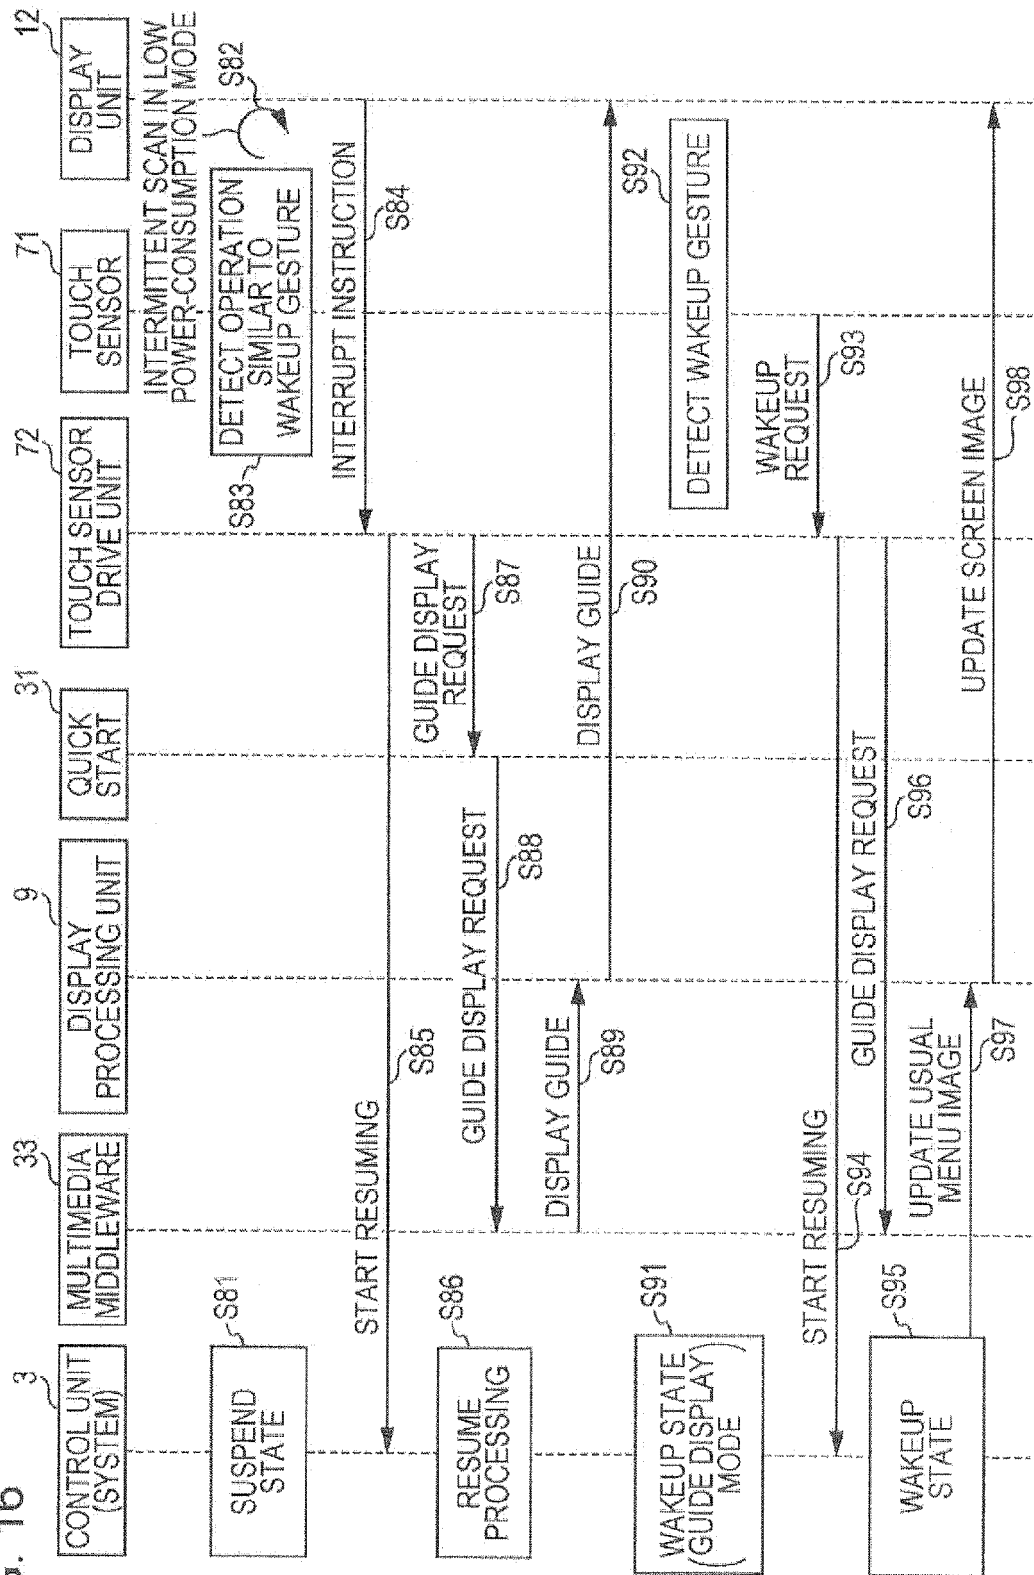 g. 16
3
CONTROL UNIT
(SYSTEM)
33
MULTIMEDIA
MIDDLEWARE
9
DISPLAY
PROCESSING UNIT
31
QUICK
START
72
TOUCH SENSOR
DRIVE UNIT
71
TOUCH
SENSOR
12
DISPLAY
UNIT
INTERMITTENT SCAN IN LOW
POWER-CONSUMPTION MODE
S82
S81
SUSPEND
STATE
S83
DETECT OPERATION
SIMILAR TO
WAKEUP GESTURE
INTERRUPT INSTRUCTION
S84
START RESUMING
S85
S86
RESUME
PROCESSING
GUIDE DISPLAY
REQUEST
S87
GUIDE DISPLAY REQUEST
S88
DISPLAY GUIDE
S89
DISPLAY GUIDE
S90
S91
WAKEUP STATE
(GUIDE DISPLAY)
MODE
S92
DETECT WAKEUP GESTURE
WAKEUP
REQUEST
S93
START RESUMING
S94
S95
WAKEUP
STATE
GUIDE DISPLAY REQUEST
S96
UPDATE USUAL
MENU IMAGE
S97
UPDATE SCREEN IMAGE
S98